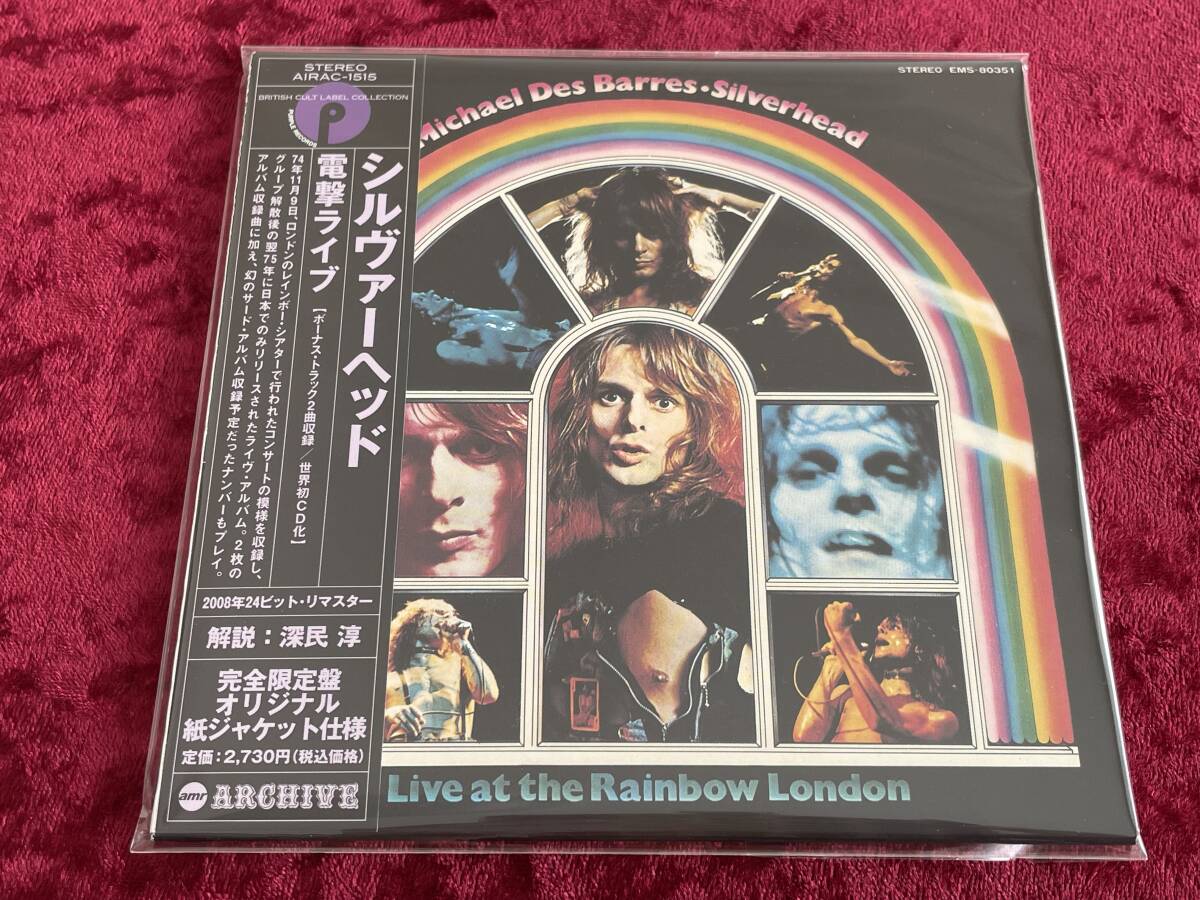 STEREO
AIRAC-1515
BRITISH CULT LABEL COLLECTION
PURPLE RECORDS
シルヴァーヘッド
電撃ライブ
［ボーナス・トラック2曲収録／世界初CD化］
74年11月9日、ロンドンのレインボー・シアターで行われたコンサートの模様を収録し、
グループ解散後の翌75年に日本でのみリリースされたライヴ・アルバム。2枚の
アルバム収録曲に加え、幻のサード・アルバム収録予定だったナンバーもプレイ。
2008年24ビット・リマスター
解説：深民 淳
完全限定盤
オリジナル
紙ジャケット仕様
定価：2,730円（税込価格）
amr ARCHIVE
STEREO EMS-80351
Michael Des Barres・Silverhead
Live at the Rainbow London